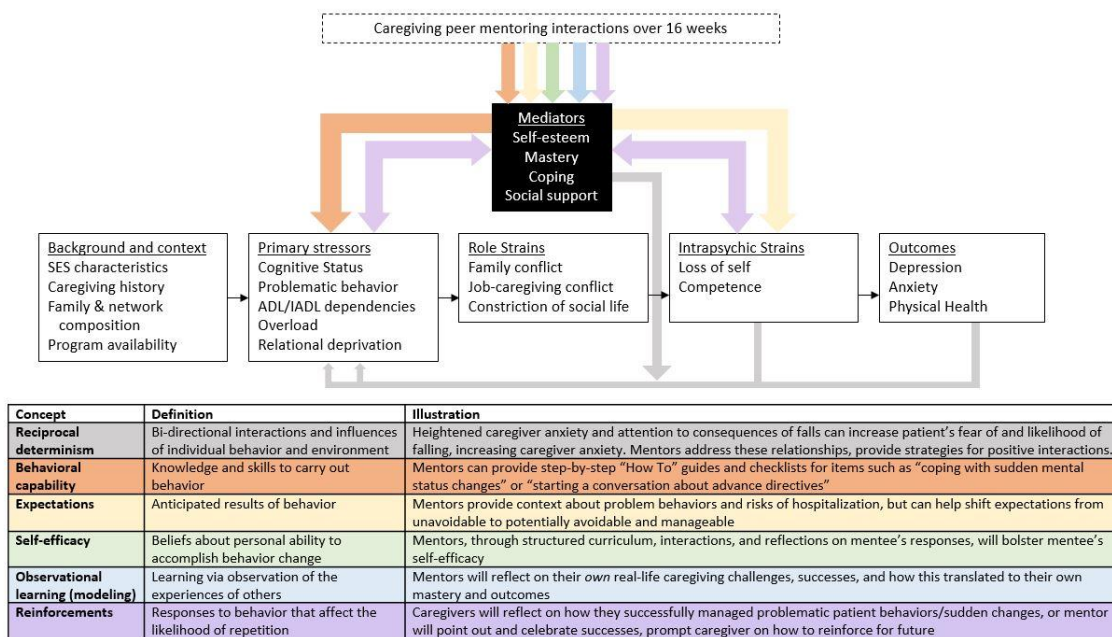 Caregiving peer mentoring interactions over 16 weeks
Mediators
Self-esteem
Mastery
Coping
Social support
Background and context
SES characteristics
Caregiving history
Family & network
composition
Program availability
Primary stressors
Cognitive Status
Problematic behavior
ADL/IADL dependencies
Overload
Relational deprivation
Role Strains
Family conflict
Job-caregiving conflict
Constriction of social life
Intrapsychic Strains
Loss of self
Competence
Outcomes
Depression
Anxiety
Physical Health
Concept
Definition
Illustration
Reciprocal
determinism
Bi-directional interactions and influences
of individual behavior and environment
Heightened caregiver anxiety and attention to consequences of falls can increase patient's fear of and likelihood of
falling, increasing caregiver anxiety. Mentors address these relationships, provide strategies for positive interactions.
Behavioral
capability
Knowledge and skills to carry out
behavior
Mentors can provide step-by-step "How To" guides and checklists for items such as "coping with sudden mental
status changes" or "starting a conversation about advance directives"
Expectations
Anticipated results of behavior
Mentors provide context about problem behaviors and risks of hospitalization, but can help shift expectations from
unavoidable to potentially avoidable and manageable
Self-efficacy
Beliefs about personal ability to
accomplish behavior change
Mentors, through structured curriculum, interactions, and reflections on mentee's responses, will bolster mentee's
self-efficacy
Observational
learning (modeling)
Learning via observation of the
experiences of others
Mentors will reflect on their own real-life caregiving challenges, successes, and how this translated to their own
mastery and outcomes
Reinforcements
Responses to behavior that affect the
likelihood of repetition
Caregivers will reflect on how they successfully managed problematic patient behaviors/sudden changes, or mentor
will point out and celebrate successes, prompt caregiver on how to reinforce for future